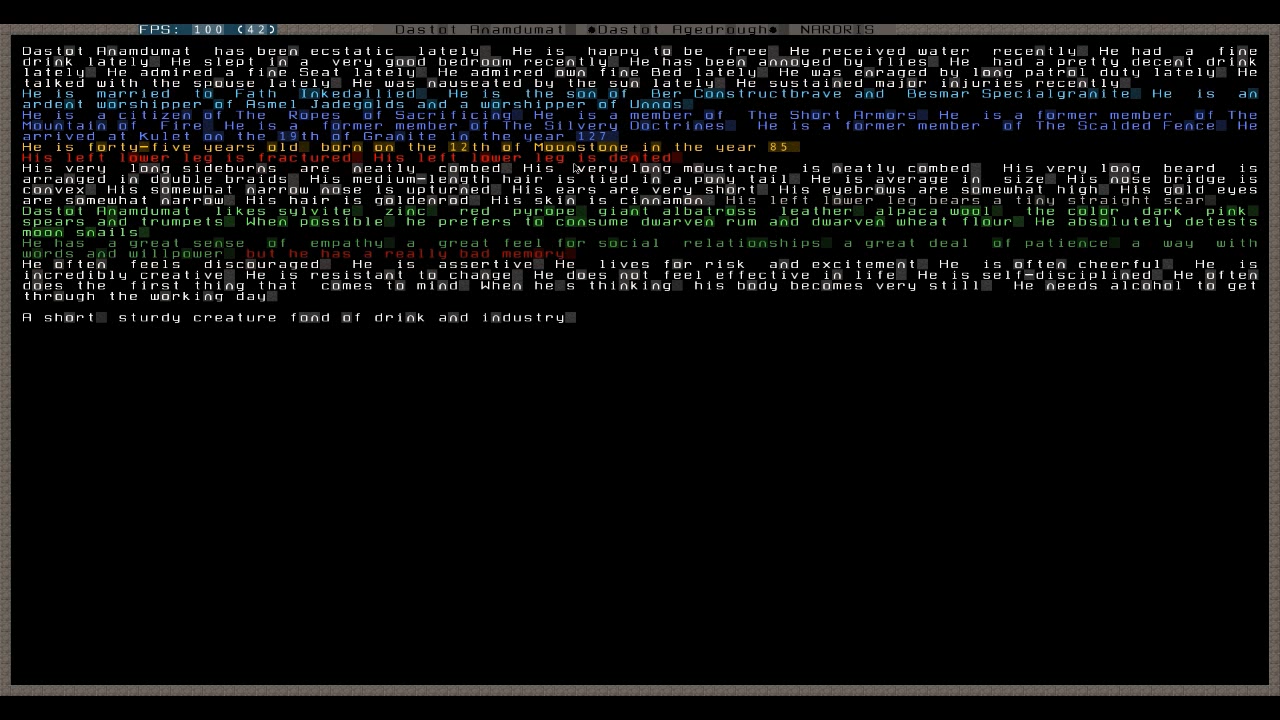 FPS: 100 (42) Dastot Anamdumat "Dastot Agedrough" NARDRIS
Dastot Anamdumat has been ecstatic lately. He is happy to be free. He received water recently. He had a fine
drink lately. He slept in a very good bedroom recently. He has been annoyed by flies. He had a pretty decent drink
lately. He admired a fine Seat lately. He admired own fine Bed lately. He was enraged by long patrol duty lately. He
talked with the spouse lately. He was nauseated by the sun lately. He sustained major injuries recently.
He is married to Fath Inkedallied. He is the son of Ber Constructbrave and Besmar Specialgranite. He is an
ardent worshipper of Asmel Jadegolds and a worshipper of Unnos.
He is a citizen of The Ropes of Sacrificing. He is a member of The Short Armors. He is a former member of The
Mountain of Fire. He is a former member of The Silvery Doctrines. He is a former member of The Scalded Fence. He
arrived at Kulet on the 19th of Granite in the year 127.
He is forty-five years old, born on the 12th of Moonstone in the year 85.
His left lower leg is fractured. His left lower leg is dented.
His very long sideburns are neatly combed. His very long moustache is neatly combed. His very long beard is
arranged in double braids. His medium-length hair is tied in a pony tail. He is average in size. His nose bridge is
convex. His somewhat narrow nose is upturned. His ears are very short. His eyebrows are somewhat high. His gold eyes
are somewhat narrow. His hair is goldenrod. His skin is cinnamon. His left lower leg bears a tiny straight scar.
Dastot Anamdumat likes sylvite, zinc, red pyrope, giant albatross leather, alpaca wool, the color dark pink,
spears and trumpets. When possible, he prefers to consume dwarven rum and dwarven wheat flour. He absolutely detests
moon snails.
He has a great sense of empathy, a great feel for social relationships, a great deal of patience, a way with
words and willpower, but he has a really bad memory.
He often feels discouraged. He is assertive. He lives for risk and excitement. He is often cheerful. He is
incredibly creative. He is resistant to change. He does not feel effective in life. He is self-disciplined. He often
does the first thing that comes to mind. When he's thinking, his body becomes very still. He needs alcohol to get
through the working day.
A short, sturdy creature fond of drink and industry.